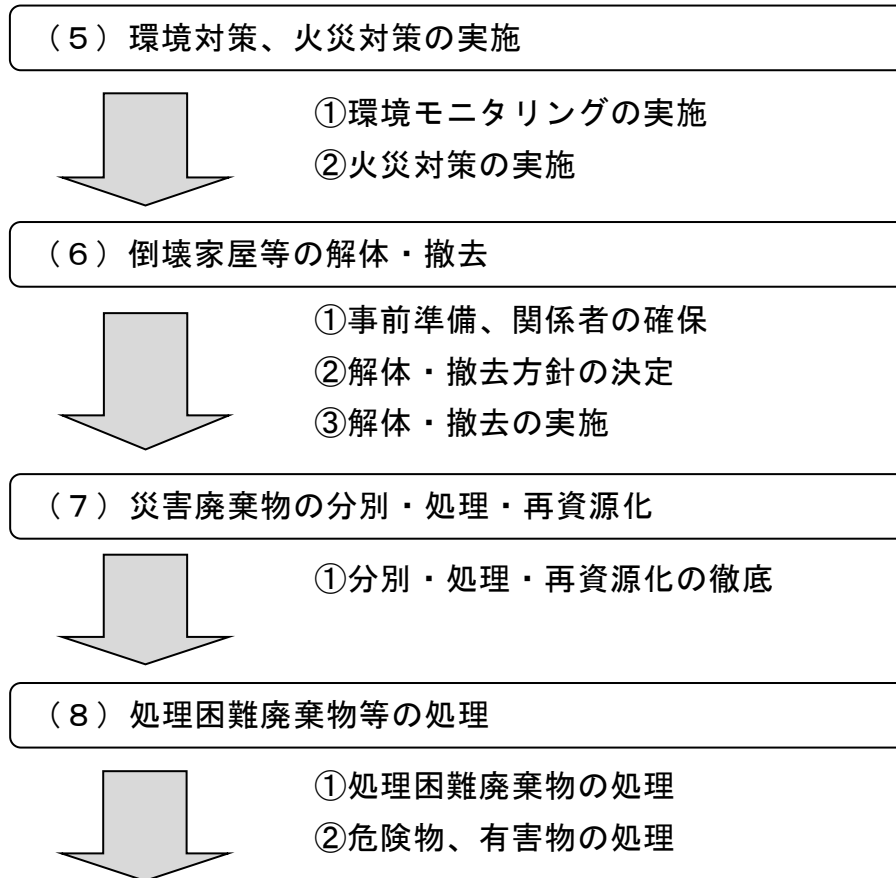 （５）環境対策、火災対策の実施
①環境モニタリングの実施
②火災対策の実施
（６）倒壊家屋等の解体・撤去
①事前準備、関係者の確保
②解体・撤去方針の決定
③解体・撤去の実施
（７）災害廃棄物の分別・処理・再資源化
①分別・処理・再資源化の徹底
（８）処理困難廃棄物等の処理
①処理困難廃棄物の処理
②危険物、有害物の処理